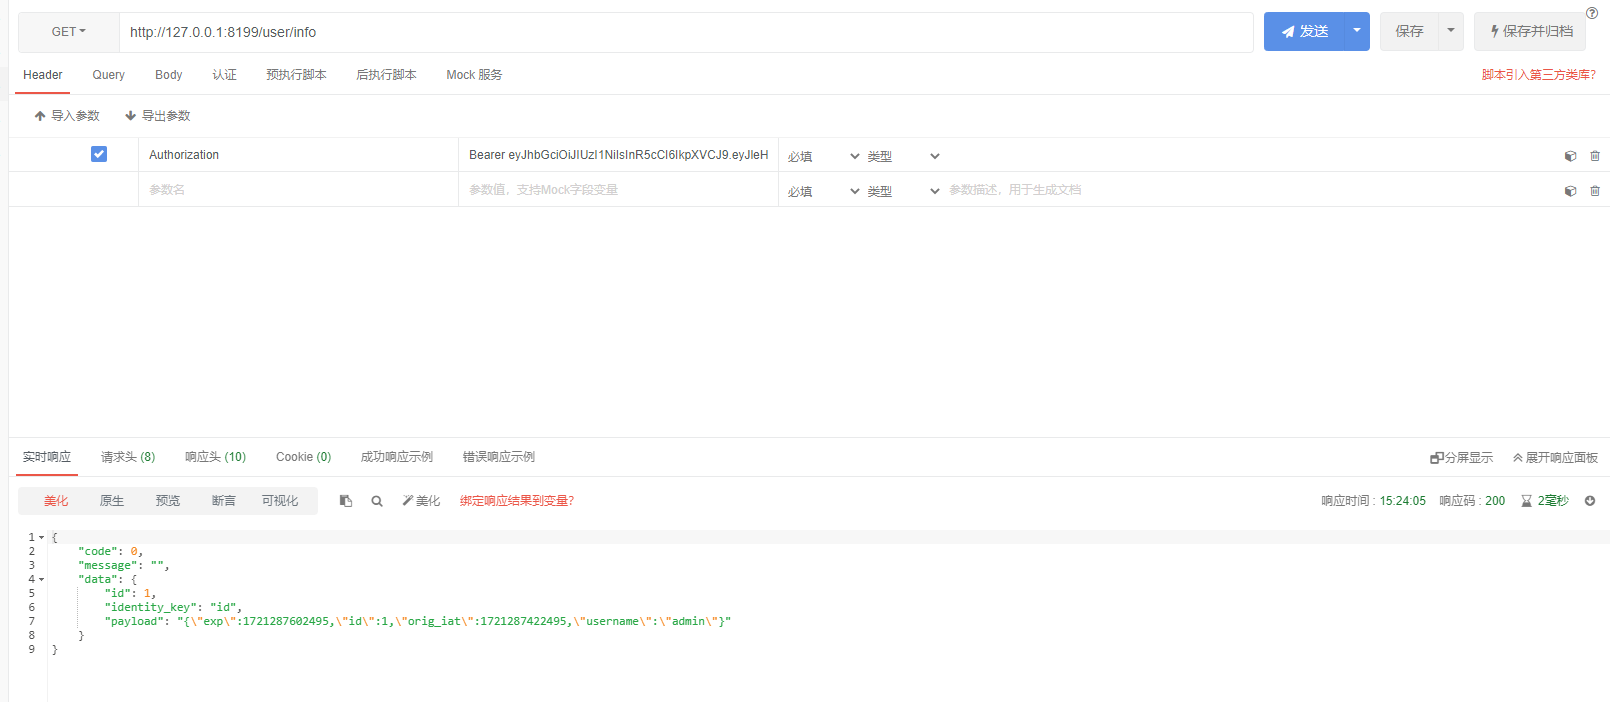 GET http://127.0.0.1:8199/user/info 发送 保存 保存并归档
Header Query Body 认证 预执行脚本 后执行脚本 Mock 服务 脚本引入第三方类库?
导入参数 导出参数
Authorization Bearer eyJhbGciOiJIUzI1NiIsInR5cCI6IkpXVCJ9.eyJleH 必填 类型
参数名 参数值，支持Mock字段变量 必填 类型 参数描述，用于生成文档
实时响应 请求头 (8) 响应头 (10) Cookie (0) 成功响应示例 错误响应示例 分屏显示 展开响应面板
美化 原生 预览 断言 可视化 美化 绑定响应结果到变量? 响应时间 : 15:24:05 响应码 : 200 2毫秒
1 {
2 "code": 0,
3 "message": "",
4 "data": {
5 "id": 1,
6 "identity_key": "id",
7 "payload": "{\"exp\":1721287602495,\"id\":1,\"orig_iat\":1721287422495,\"username\":\"admin\"}"
8 }
9 }